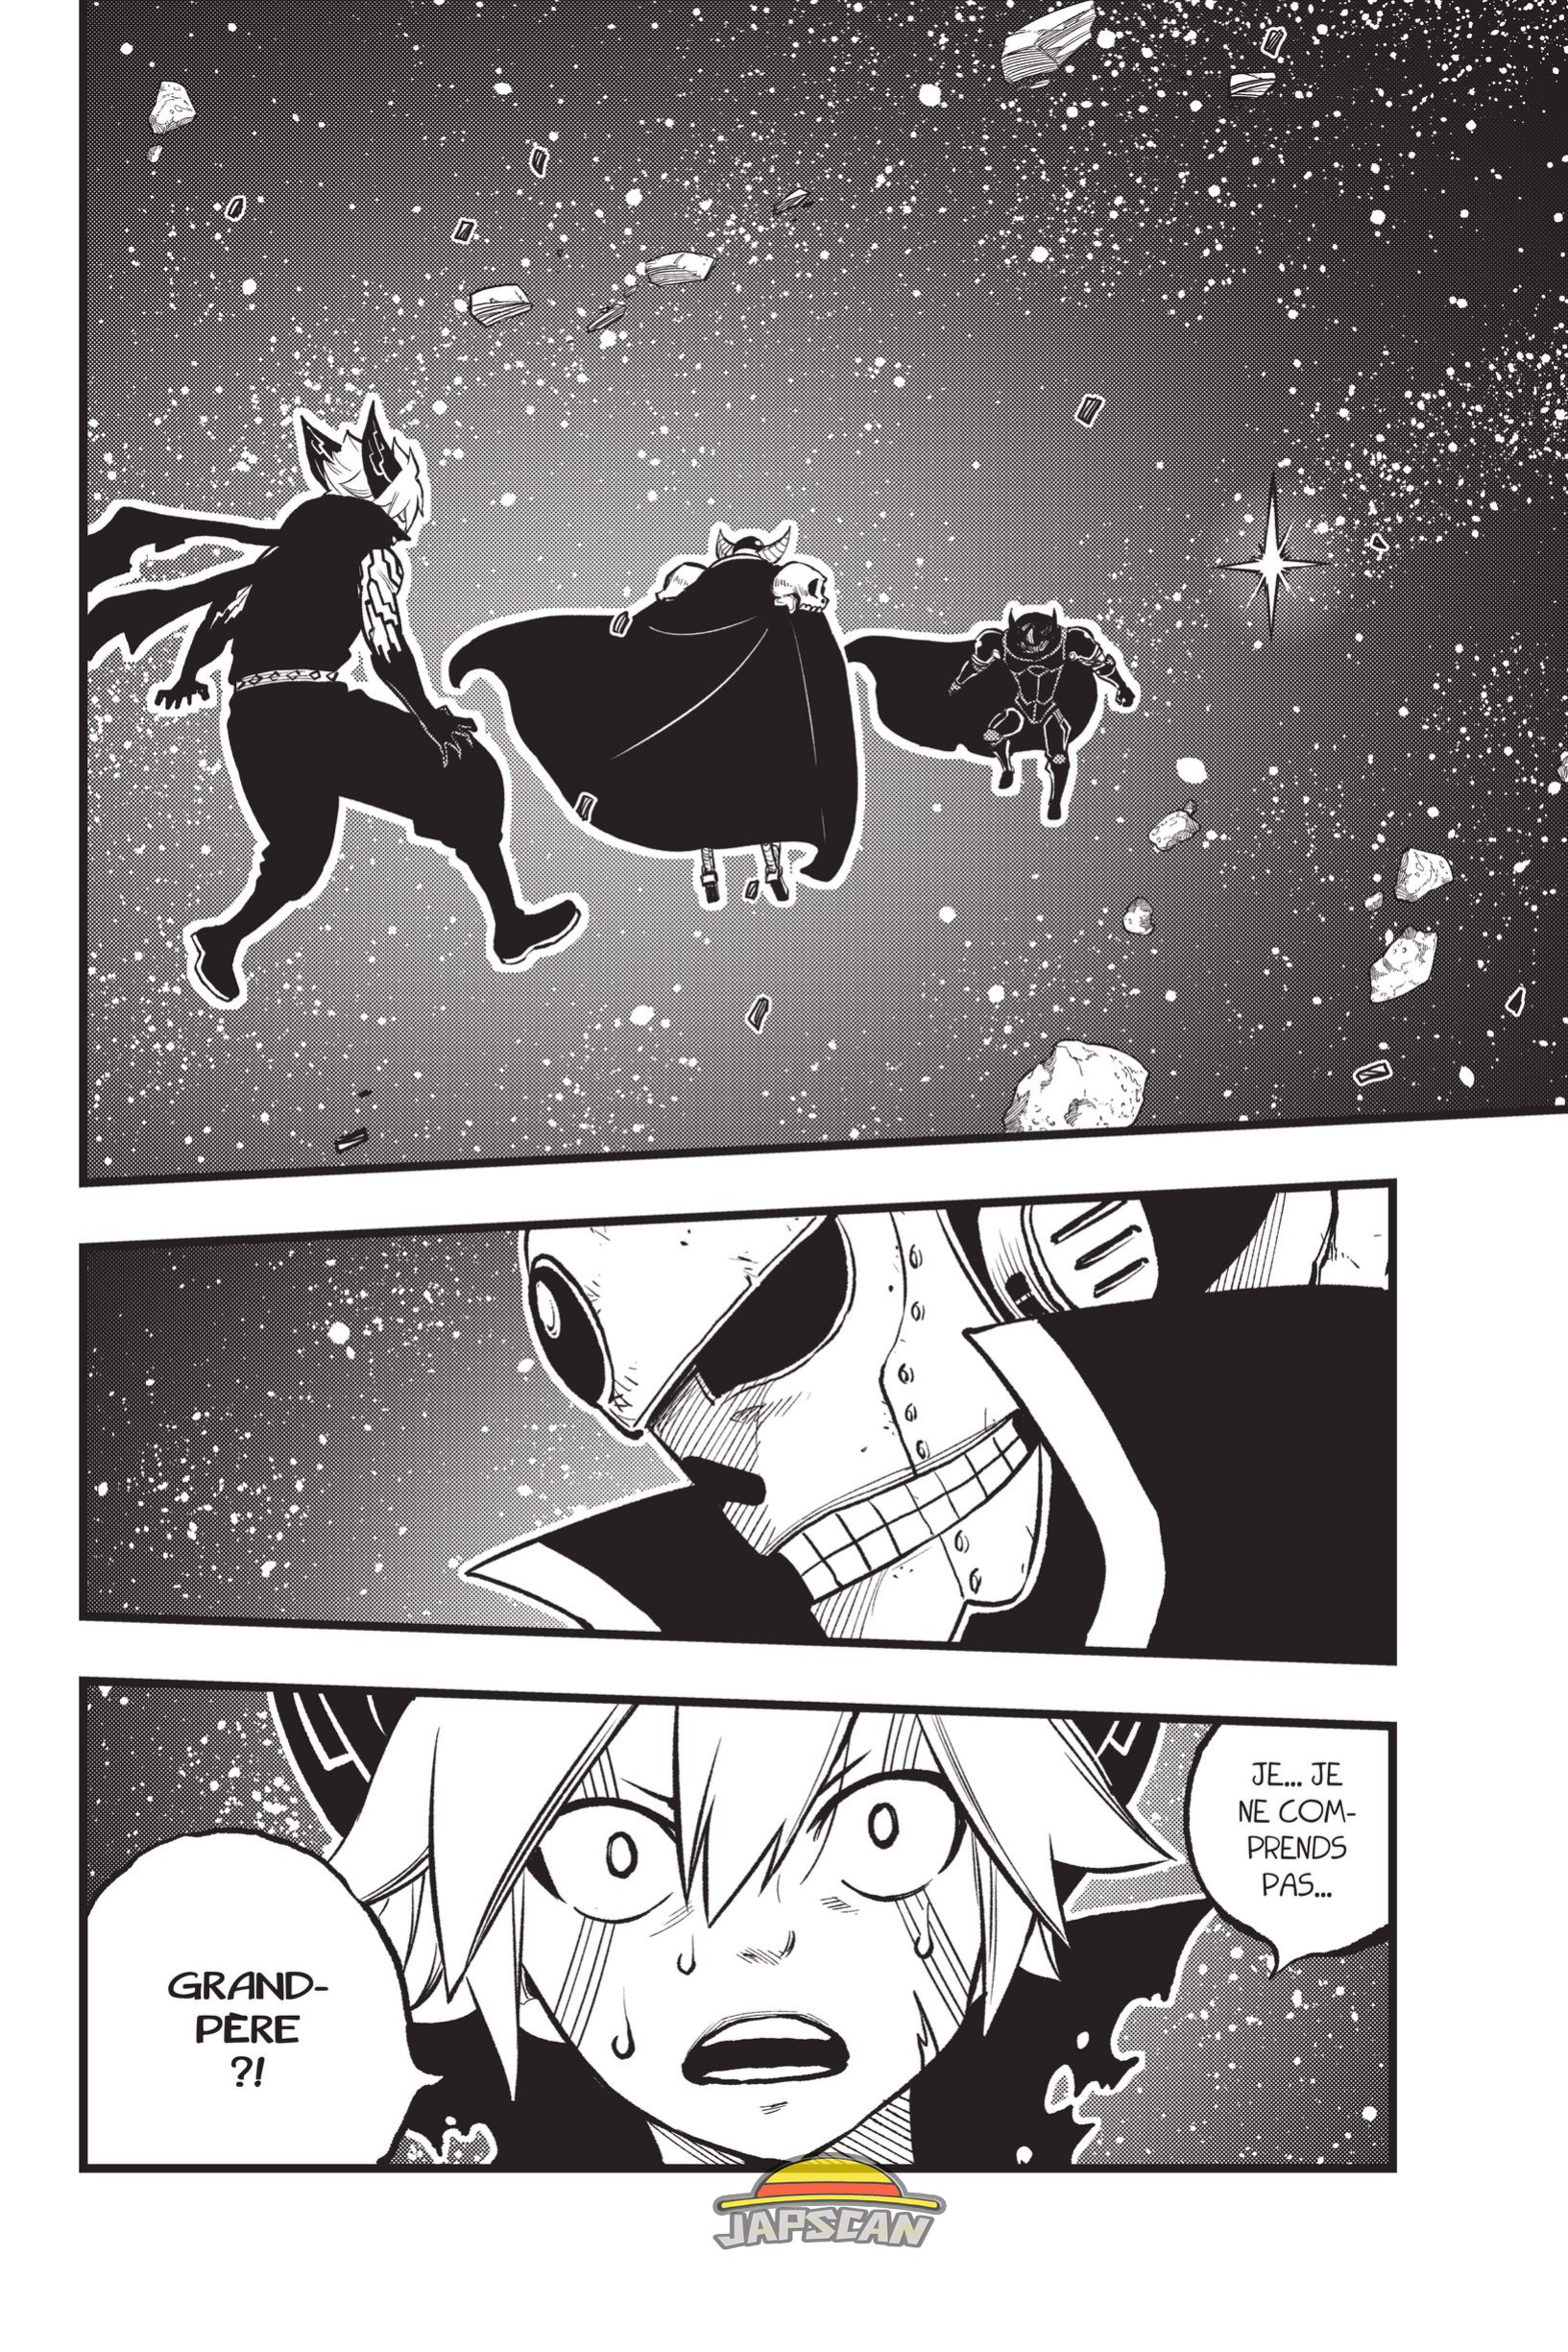 JE... JE
NE COM-
PRENDS
PAS...
GRAND-
PÈRE
?!
JAPSCAN